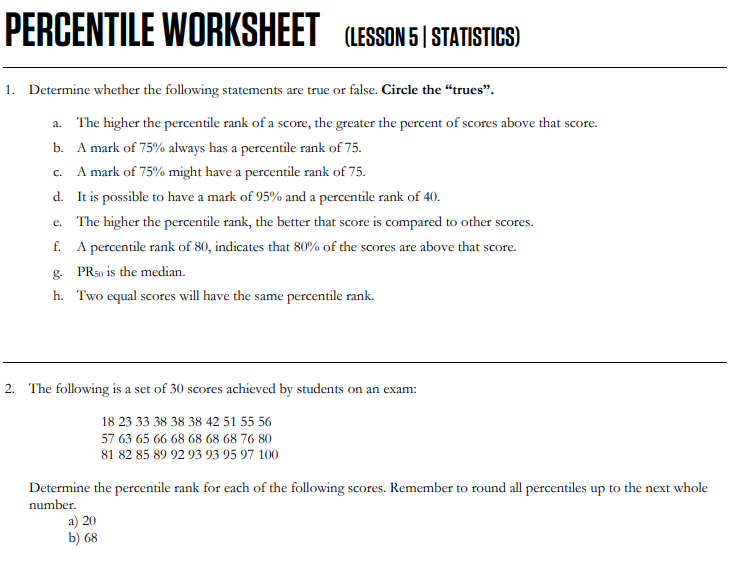 PERCENTILE WORKSHEET (LESSON 5 | STATISTICS)
1. Determine whether the following statements are true or false. Circle the “trues”.
a. The higher the percentile rank of a score, the greater the percent of scores above that score.
b. A mark of 75% always has a percentile rank of 75.
c. A mark of 75% might have a percentile rank of 75.
d. It is possible to have a mark of 95% and a percentile rank of 40.
e. The higher the percentile rank, the better that score is compared to other scores.
f. A percentile rank of 80, indicates that 80% of the scores are above that score.
g. PR50 is the median.
h. Two equal scores will have the same percentile rank.
2. The following is a set of 30 scores achieved by students on an exam:
18 23 33 38 38 38 42 51 55 56
57 63 65 66 68 68 68 68 76 80
81 82 85 89 92 93 93 95 97 100
Determine the percentile rank for each of the following scores. Remember to round all percentiles up to the next whole
number.
a) 20
b) 68